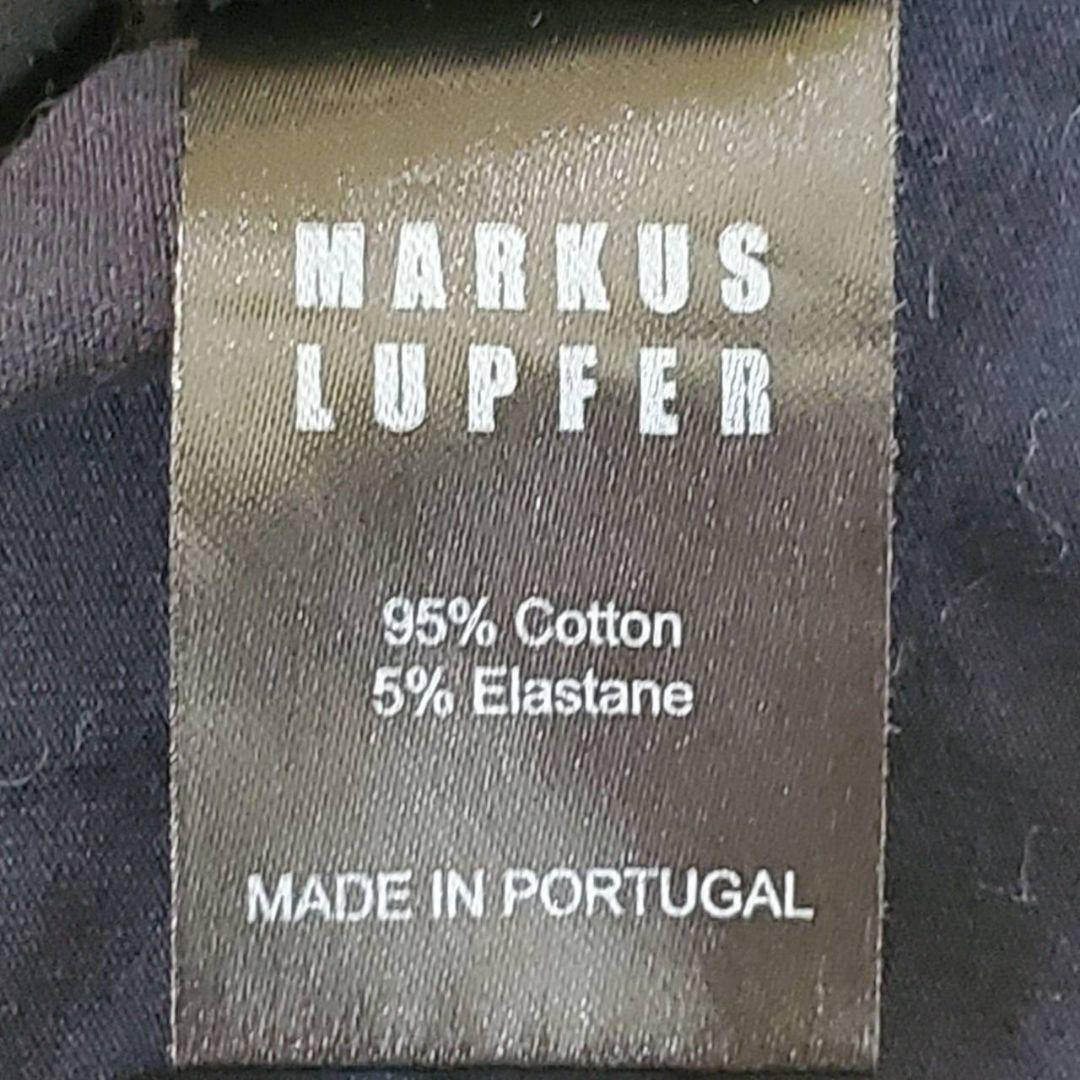 MARKUS
LUPFER
95% Cotton
5% Elastane
MADE IN PORTUGAL